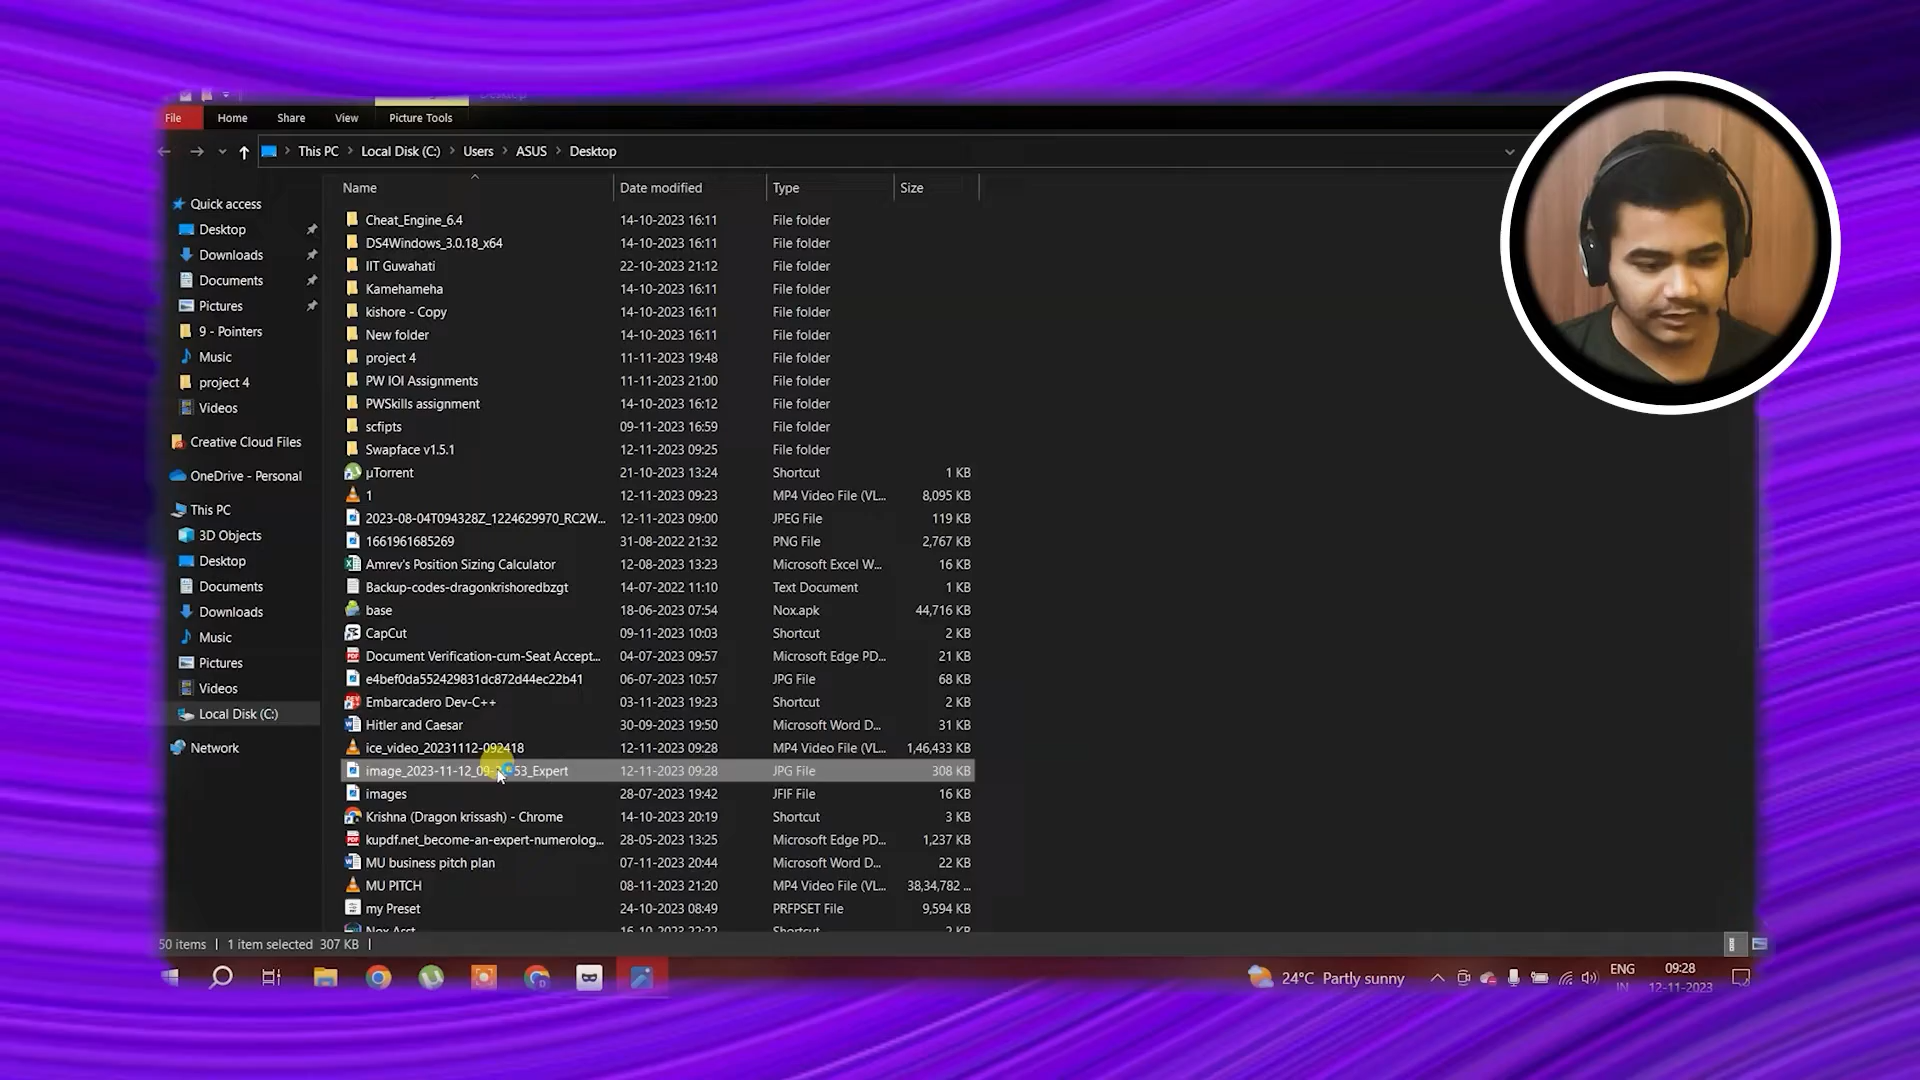 File Home Share View Picture Tools
This PC Local Disk (C:) Users ASUS Desktop
Name Date modified Type Size
Quick access
Desktop
Downloads
Documents
Pictures
9 - Pointers
Music
project 4
Videos
Creative Cloud Files
OneDrive - Personal
This PC
3D Objects
Desktop
Documents
Downloads
Music
Pictures
Videos
Local Disk (C:)
Network
Cheat_Engine_6.4 14-10-2023 16:11 File folder
DS4Windows_3.0.18_x64 14-10-2023 16:11 File folder
IIT Guwahati 22-10-2023 21:12 File folder
Kamehameha 14-10-2023 16:11 File folder
kishore - Copy 14-10-2023 16:11 File folder
New folder 14-10-2023 16:11 File folder
project 4 11-11-2023 19:48 File folder
PW IOI Assignments 11-11-2023 21:00 File folder
PWSkills assignment 14-10-2023 16:12 File folder
scfipts 09-11-2023 16:59 File folder
Swapface v1.5.1 12-11-2023 09:25 File folder
µTorrent 21-10-2023 13:24 Shortcut 1 KB
1 12-11-2023 09:23 MP4 Video File (VL... 8,095 KB
2023-08-04T094328Z_1224629970_RC2W... 12-11-2023 09:00 JPEG File 119 KB
1661961685269 31-08-2022 21:32 PNG File 2,767 KB
Amrev's Position Sizing Calculator 12-08-2023 13:23 Microsoft Excel W... 16 KB
Backup-codes-dragonkrishoredbzgt 14-07-2022 11:10 Text Document 1 KB
base 18-06-2023 07:54 Nox.apk 44,716 KB
CapCut 09-11-2023 10:03 Shortcut 2 KB
Document Verification-cum-Seat Accept... 04-07-2023 09:57 Microsoft Edge PD... 21 KB
e4bef0da552429831dc872d44ec22b41 06-07-2023 10:57 JPG File 68 KB
Embarcadero Dev-C++ 03-11-2023 19:23 Shortcut 2 KB
Hitler and Caesar 30-09-2023 19:50 Microsoft Word D... 31 KB
ice_video_20231112-092418 12-11-2023 09:28 MP4 Video File (VL... 1,46,433 KB
12-11-2023 09:28 JPG File 308 KB
images 28-07-2023 19:42 JFIF File 16 KB
Krishna (Dragon krissash) - Chrome 14-10-2023 20:19 Shortcut 3 KB
kupdf.net_become-an-expert-numerolog... 28-05-2023 13:25 Microsoft Edge PD... 1,237 KB
MU business pitch plan 07-11-2023 20:44 Microsoft Word D... 22 KB
MU PITCH 08-11-2023 21:20 MP4 Video File (VL... 38,34,782 ...
my Preset 24-10-2023 08:49 PRFPSET File 9,594 KB
50 items 1 item selected 307 KB
24°C Partly sunny ENG 09:28
IN 12-11-2023